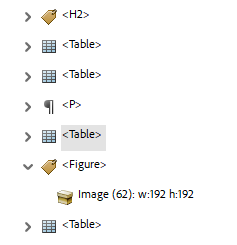 <H2>
<Table>
<Table>
<P>
<Table>
<Figure>
Image (62): w:192 h:192
<Table>